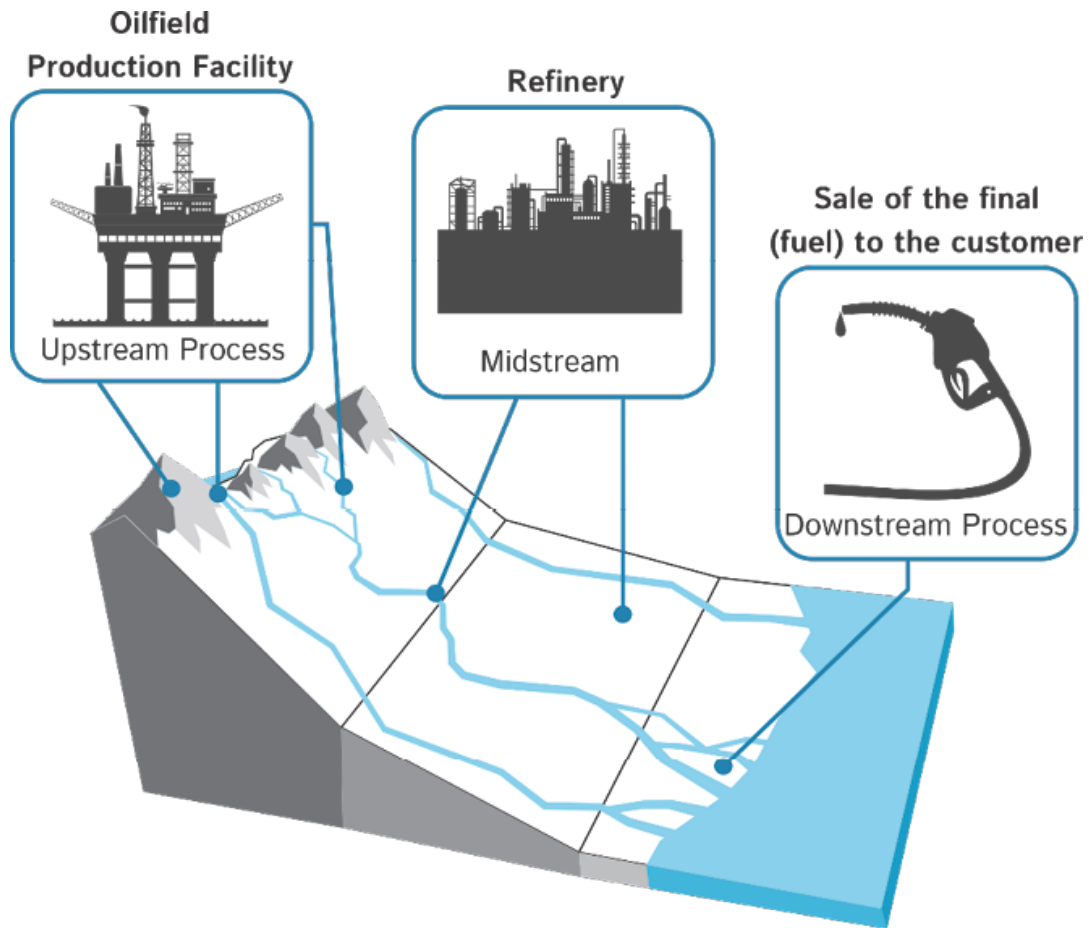 Oilfield
Production Facility
Upstream Process
Refinery
Midstream
Sale of the final
(fuel) to the customer
Downstream Process